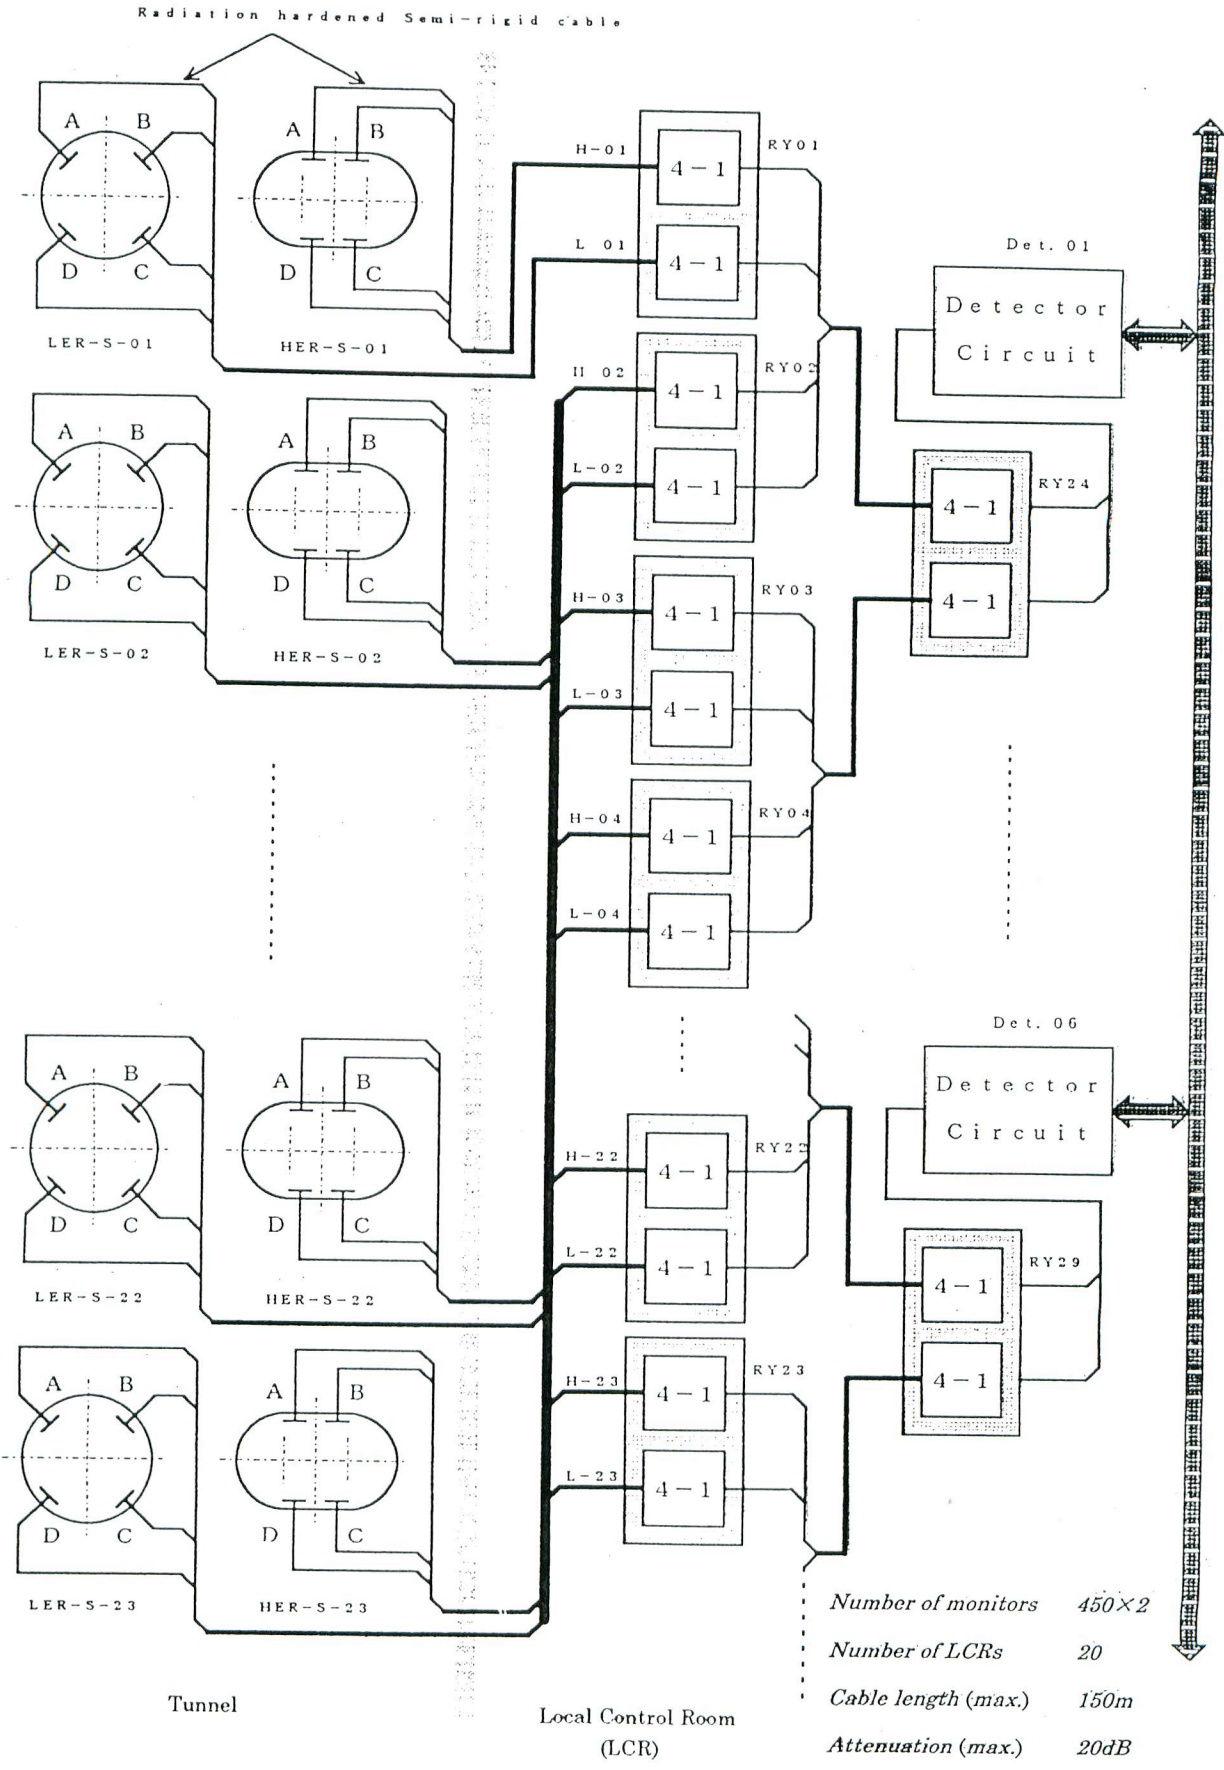 Radiation hardened Semi-rigid cable
A B
D C
LER-S-01
A B
D C
HER-S-01
H-01
4-1
RY01
L 01
4-1
Det. 01
Detector
Circuit
A B
D C
LER-S-02
A B
D C
HER-S-02
H 02
4-1
RY02
L-02
4-1
H-03
4-1
RY03
L-03
4-1
H-04
4-1
RY04
L-04
4-1
4-1
RY24
4-1
A B
D C
LER-S-22
A B
D C
HER-S-22
H-22
4-1
RY22
L-22
4-1
Det. 06
Detector
Circuit
4-1
RY29
4-1
A B
D C
LER-S-23
A B
D C
HER-S-23
H-23
4-1
RY23
L-23
4-1
Number of monitors 450×2
Number of LCRs 20
Cable length (max.) 150m
Attenuation (max.) 20dB
Tunnel
Local Control Room
(LCR)